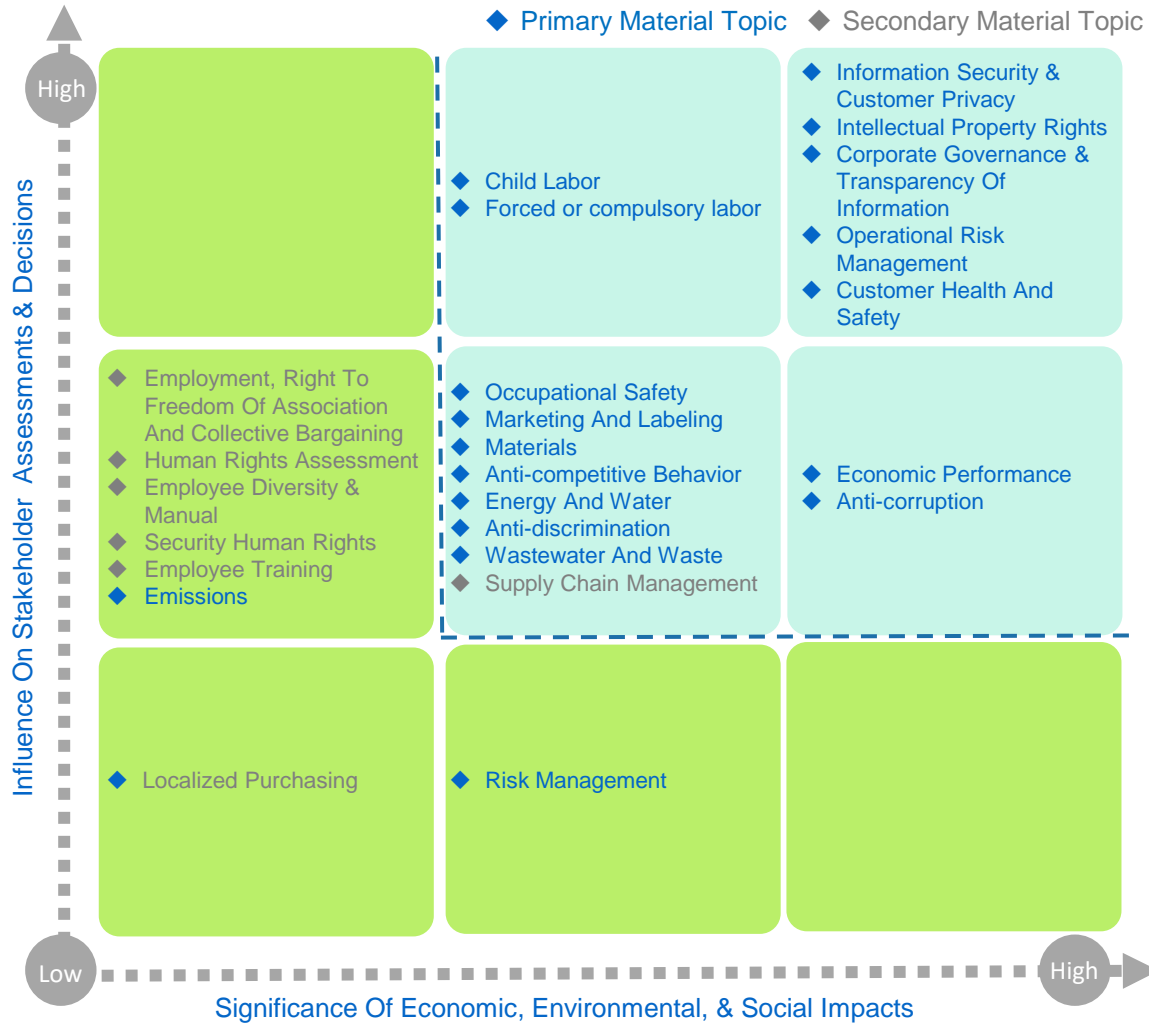 ◆ Primary Material Topic ◆ Secondary Material Topic
High
◆ Information Security &
Customer Privacy
◆ Intellectual Property Rights
◆ Corporate Governance &
Transparency Of
Information
◆ Operational Risk
Management
◆ Customer Health And
Safety
◆ Child Labor
◆ Forced or compulsory labor
Influence On Stakeholder Assessments & Decisions
◆ Employment, Right To
Freedom Of Association
And Collective Bargaining
◆ Human Rights Assessment
◆ Employee Diversity &
Manual
◆ Security Human Rights
◆ Employee Training
◆ Emissions
◆ Occupational Safety
◆ Marketing And Labeling
◆ Materials
◆ Anti-competitive Behavior
◆ Energy And Water
◆ Anti-discrimination
◆ Wastewater And Waste
◆ Supply Chain Management
◆ Economic Performance
◆ Anti-corruption
◆ Localized Purchasing
◆ Risk Management
Low
High
Significance Of Economic, Environmental, & Social Impacts